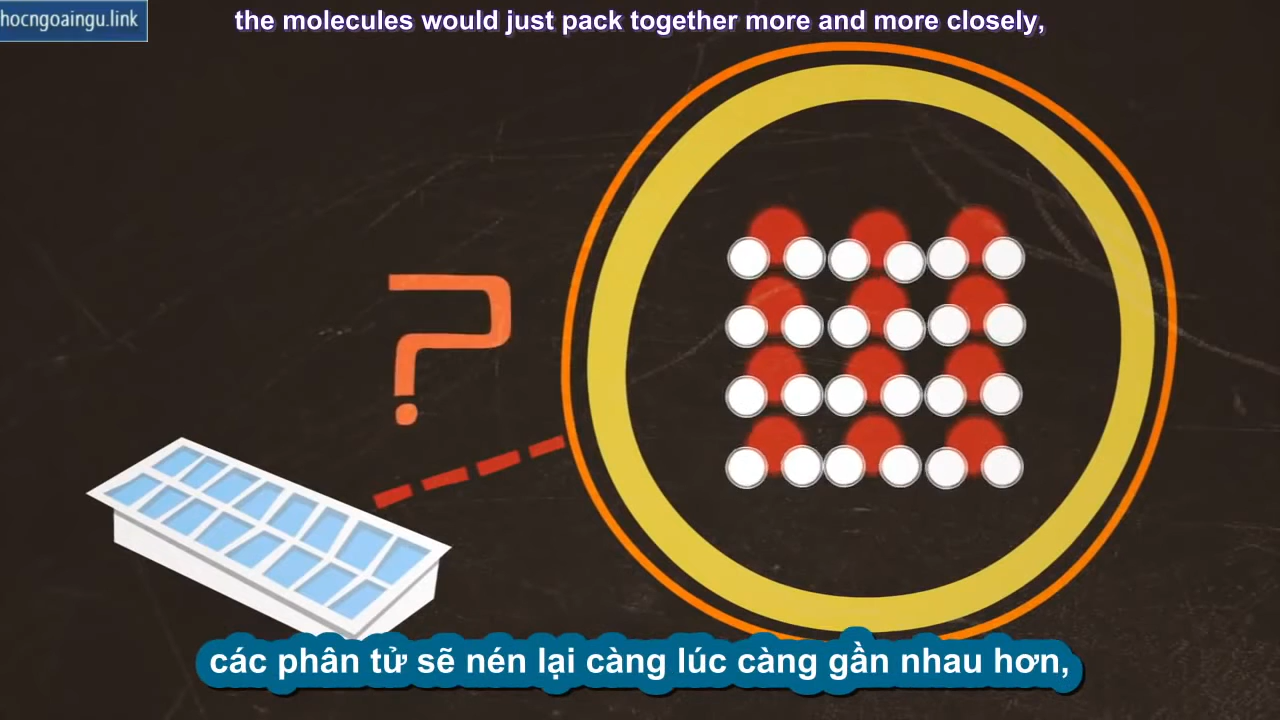 hocngoaingu.link
the molecules would just pack together more and more closely,
?
các phân tử sẽ nén lại càng lúc càng gần nhau hơn,